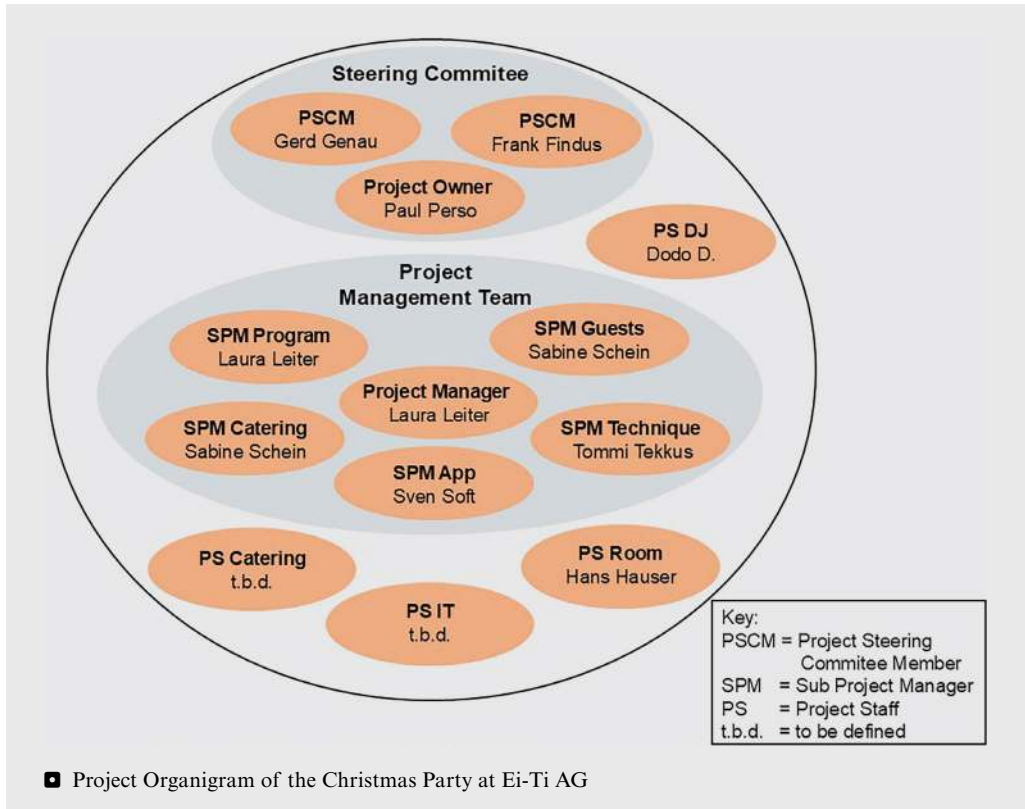 Steering Commitee
PSCM
Gerd Genau
PSCM
Frank Findus
Project Owner
Paul Perso
PS DJ
Dodo D.
Project
Management Team
SPM Program
Laura Leiter
SPM Guests
Sabine Schein
Project Manager
Laura Leiter
SPM Catering
Sabine Schein
SPM Technique
Tommi Tekkus
SPM App
Sven Soft
PS Catering
t.b.d.
PS Room
Hans Hauser
PS IT
t.b.d.
Key:
PSCM = Project Steering
Commitee Member
SPM = Sub Project Manager
PS = Project Staff
t.b.d. = to be defined
Project Organigram of the Christmas Party at Ei-Ti AG